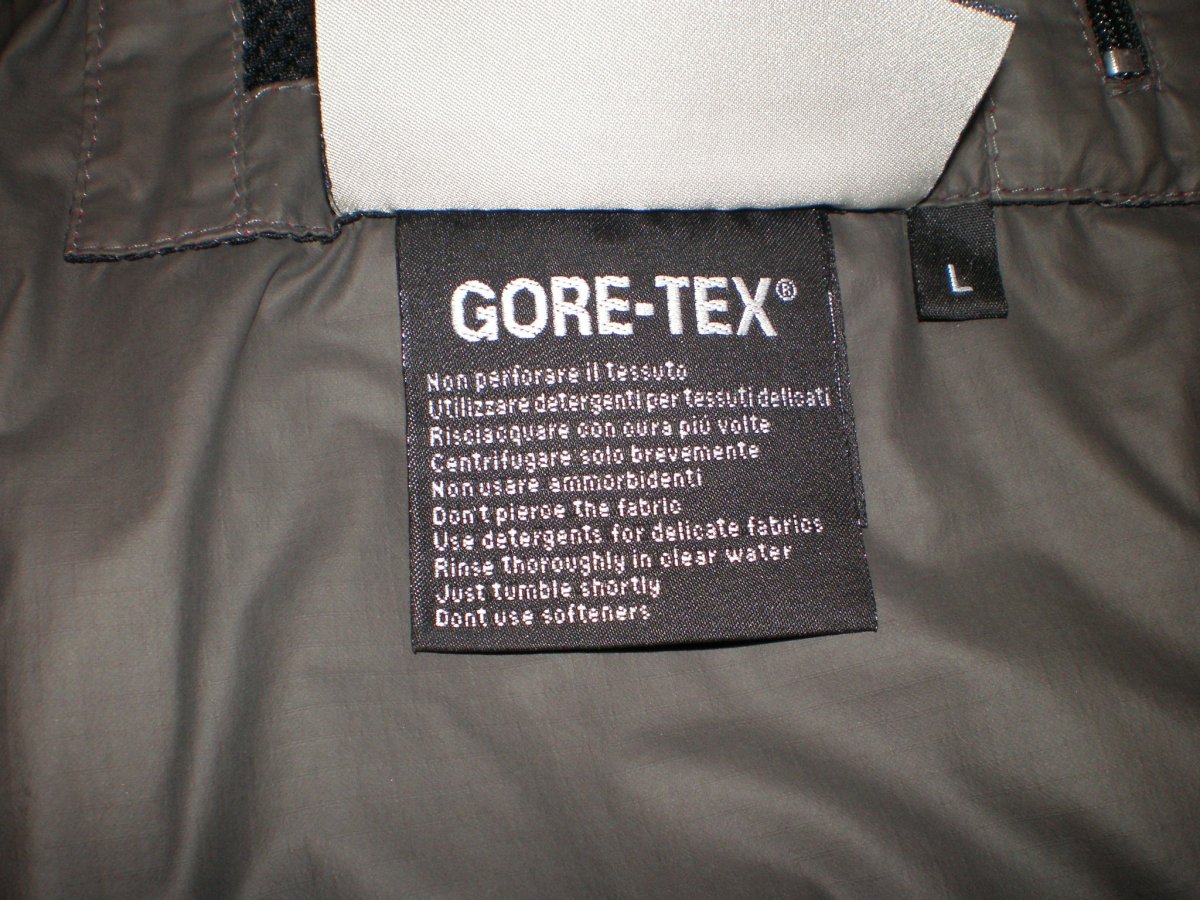 GORE-TEX®
L
Non perforare il tessuto
Utilizzare detergenti per tessuti delicati
Risciacquare con cura più volte
Centrifugare solo brevemente
Non usare ammorbidenti
Don't pierce the fabric
Use detergents for delicate fabrics
Rinse thoroughly in clear water
Just tumble shortly
Dont use softeners